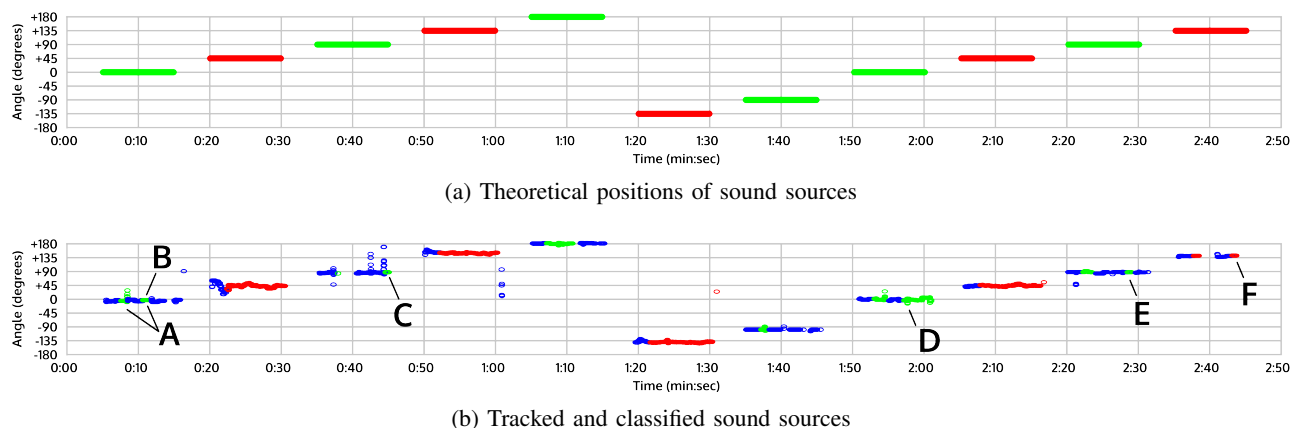 Angle (degrees)
+180
+135
+90
+45
0
-45
-90
-135
-180
0:00 0:20 0:30 0:40 0:50 1:00 1:10 1:20 1:30 1:40 1:50 2:00 2:10 2:20 2:30 2:40 2:50
Time (min:sec)
(a) Theoretical positions of sound sources
Angle (degrees)
+180
+135
+90
+45
0
-45
-90
-135
-180
B
A
C
D
E
F
0:00 0:10 0:20 0:30 0:40 0:50 1:00 1:10 1:20 1:30 1:40 1:50 2:00 2:10 2:20 2:30 2:40 2:50
Time (min:sec)
(b) Tracked and classified sound sources